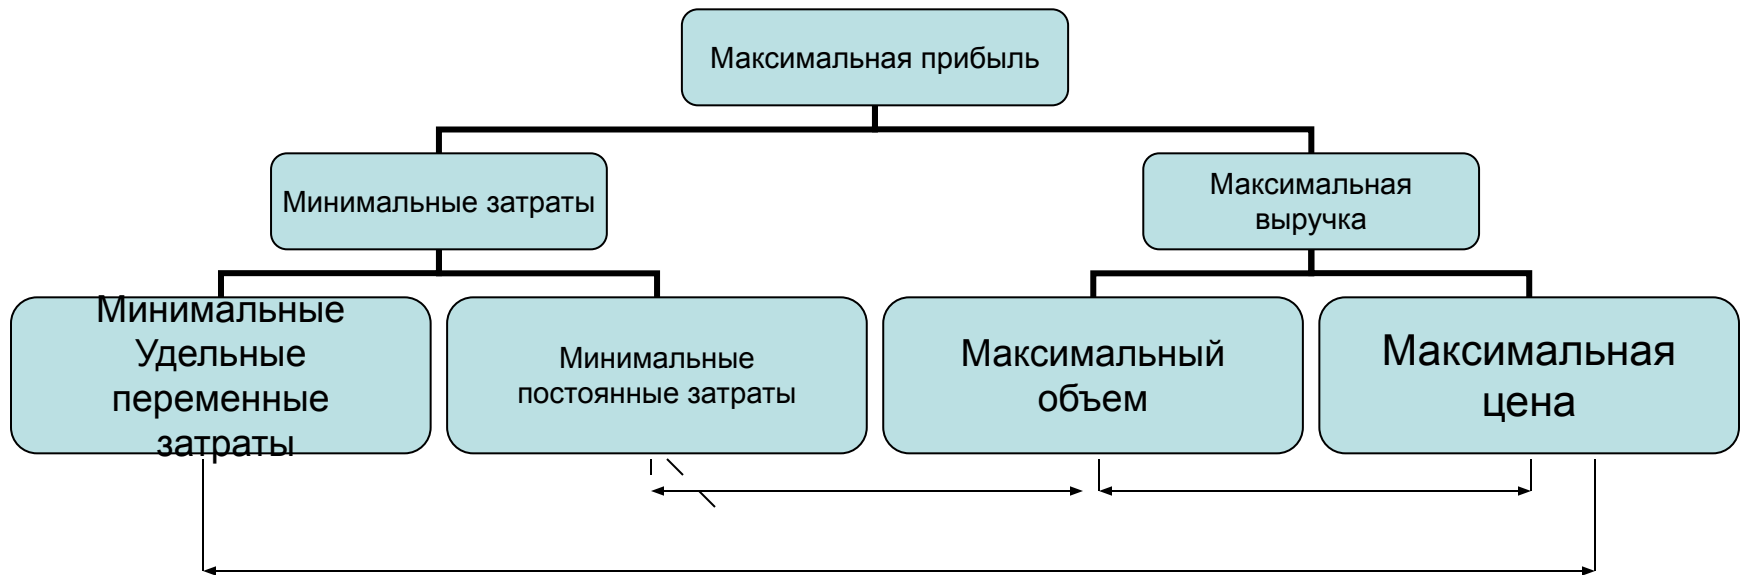 Максимальная прибыль
Минимальные затраты
Максимальная
выручка
Минимальные
Удельные
переменные
затраты
Минимальные
постоянные затраты
Максимальный
объем
Максимальная
цена